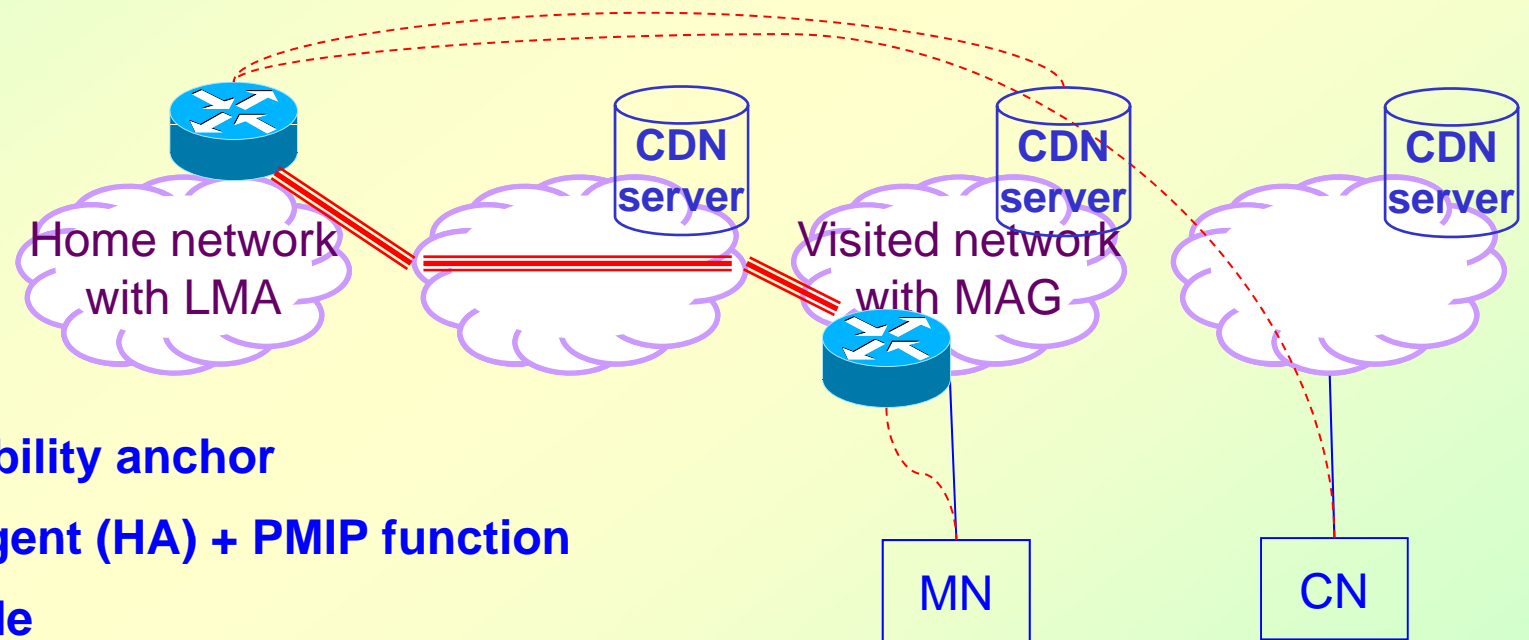 CDN
server
CDN
server
CDN
server
Home network
with LMA
Visited network
with MAG
bility anchor
gent (HA) + PMIP function
de
MN
CN